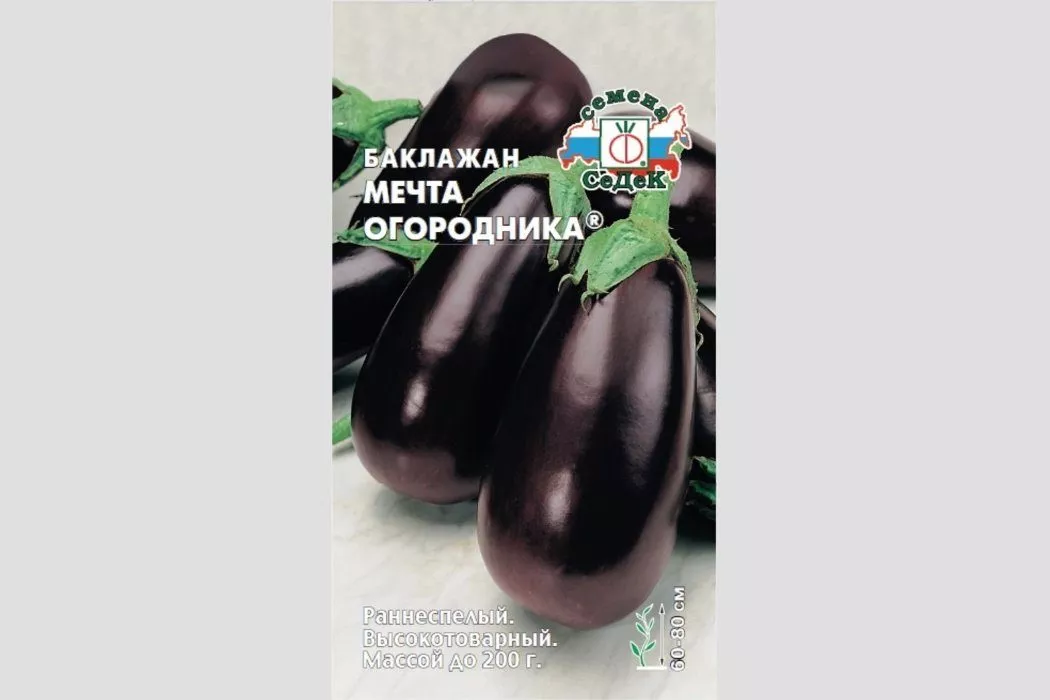 семена
СеДеК
БАКЛАЖАН
МЕЧТА
ОГОРОДНИКА®
Раннеспелый.
Высокотоварный.
Массой до 200 г.
60-80 см